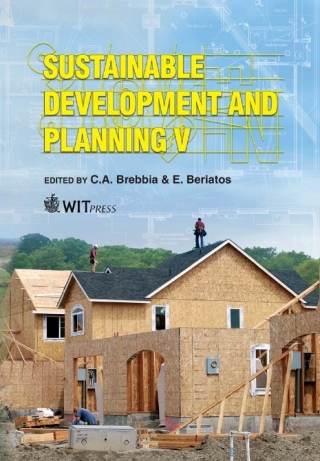 SUSTAINABLE
DEVELOPMENT AND
PLANNING V
EDITED BY C.A. Brebbia & E. Beriatos
WITPRESS